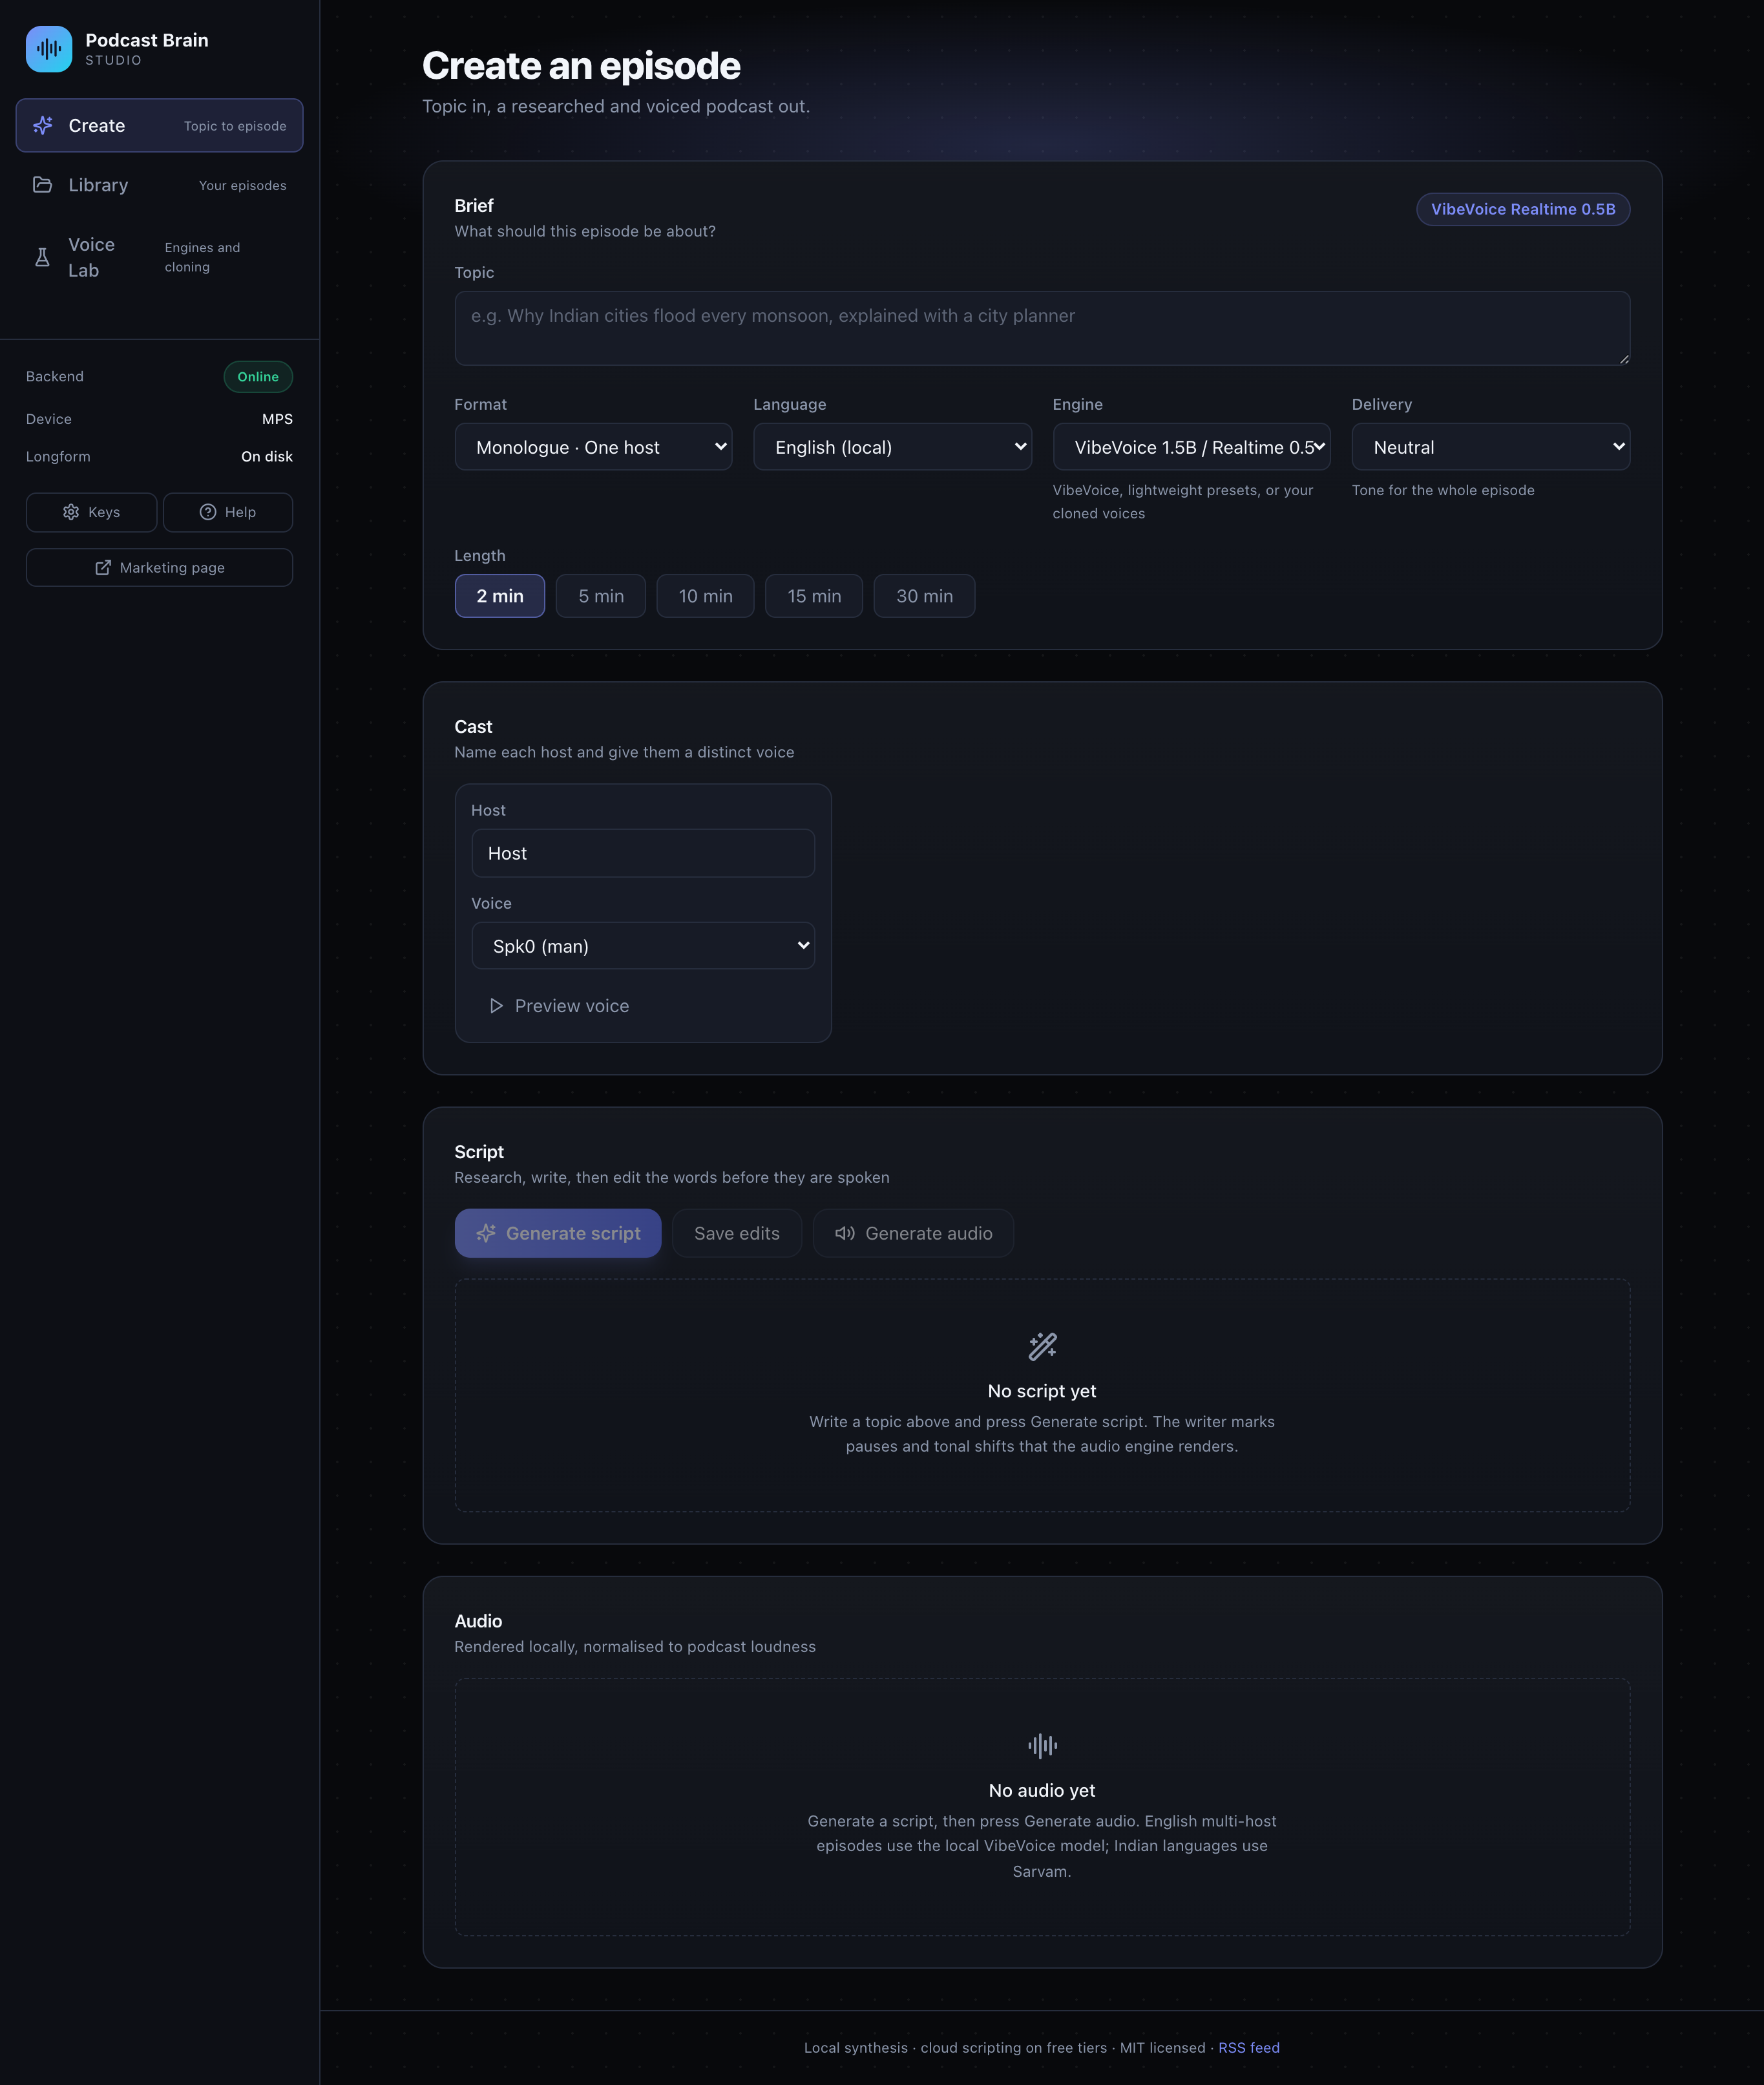 Podcast Brain
STUDIO
Create
Topic to episode
Library
Your episodes
Voice
Lab
Engines and
cloning
Backend
Online
Device
MPS
Longform
On disk
Keys
Help
Marketing page
Create an episode
Topic in, a researched and voiced podcast out.
Brief
VibeVoice Realtime 0.5B
What should this episode be about?
Topic
e.g. Why Indian cities flood every monsoon, explained with a city planner
Format
Language
Engine
Delivery
Monologue · One host
English (local)
VibeVoice 1.5B / Realtime 0.5
Neutral
VibeVoice, lightweight presets, or your
cloned voices
Tone for the whole episode
Length
2 min
5 min
10 min
15 min
30 min
Cast
Name each host and give them a distinct voice
Host
Host
Voice
Spk0 (man)
Preview voice
Script
Research, write, then edit the words before they are spoken
Generate script
Save edits
Generate audio
No script yet
Write a topic above and press Generate script. The writer marks
pauses and tonal shifts that the audio engine renders.
Audio
Rendered locally, normalised to podcast loudness
No audio yet
Generate a script, then press Generate audio. English multi-host
episodes use the local VibeVoice model; Indian languages use
Sarvam.
Local synthesis · cloud scripting on free tiers · MIT licensed · RSS feed